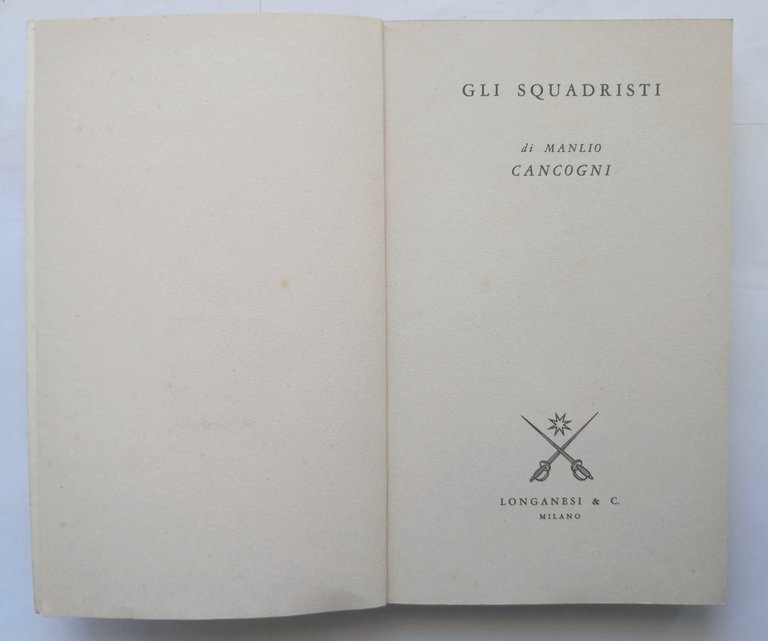 GLI SQUADRISTI
di MANLIO
CANCOGNI
LONGANESI & C.
MILANO